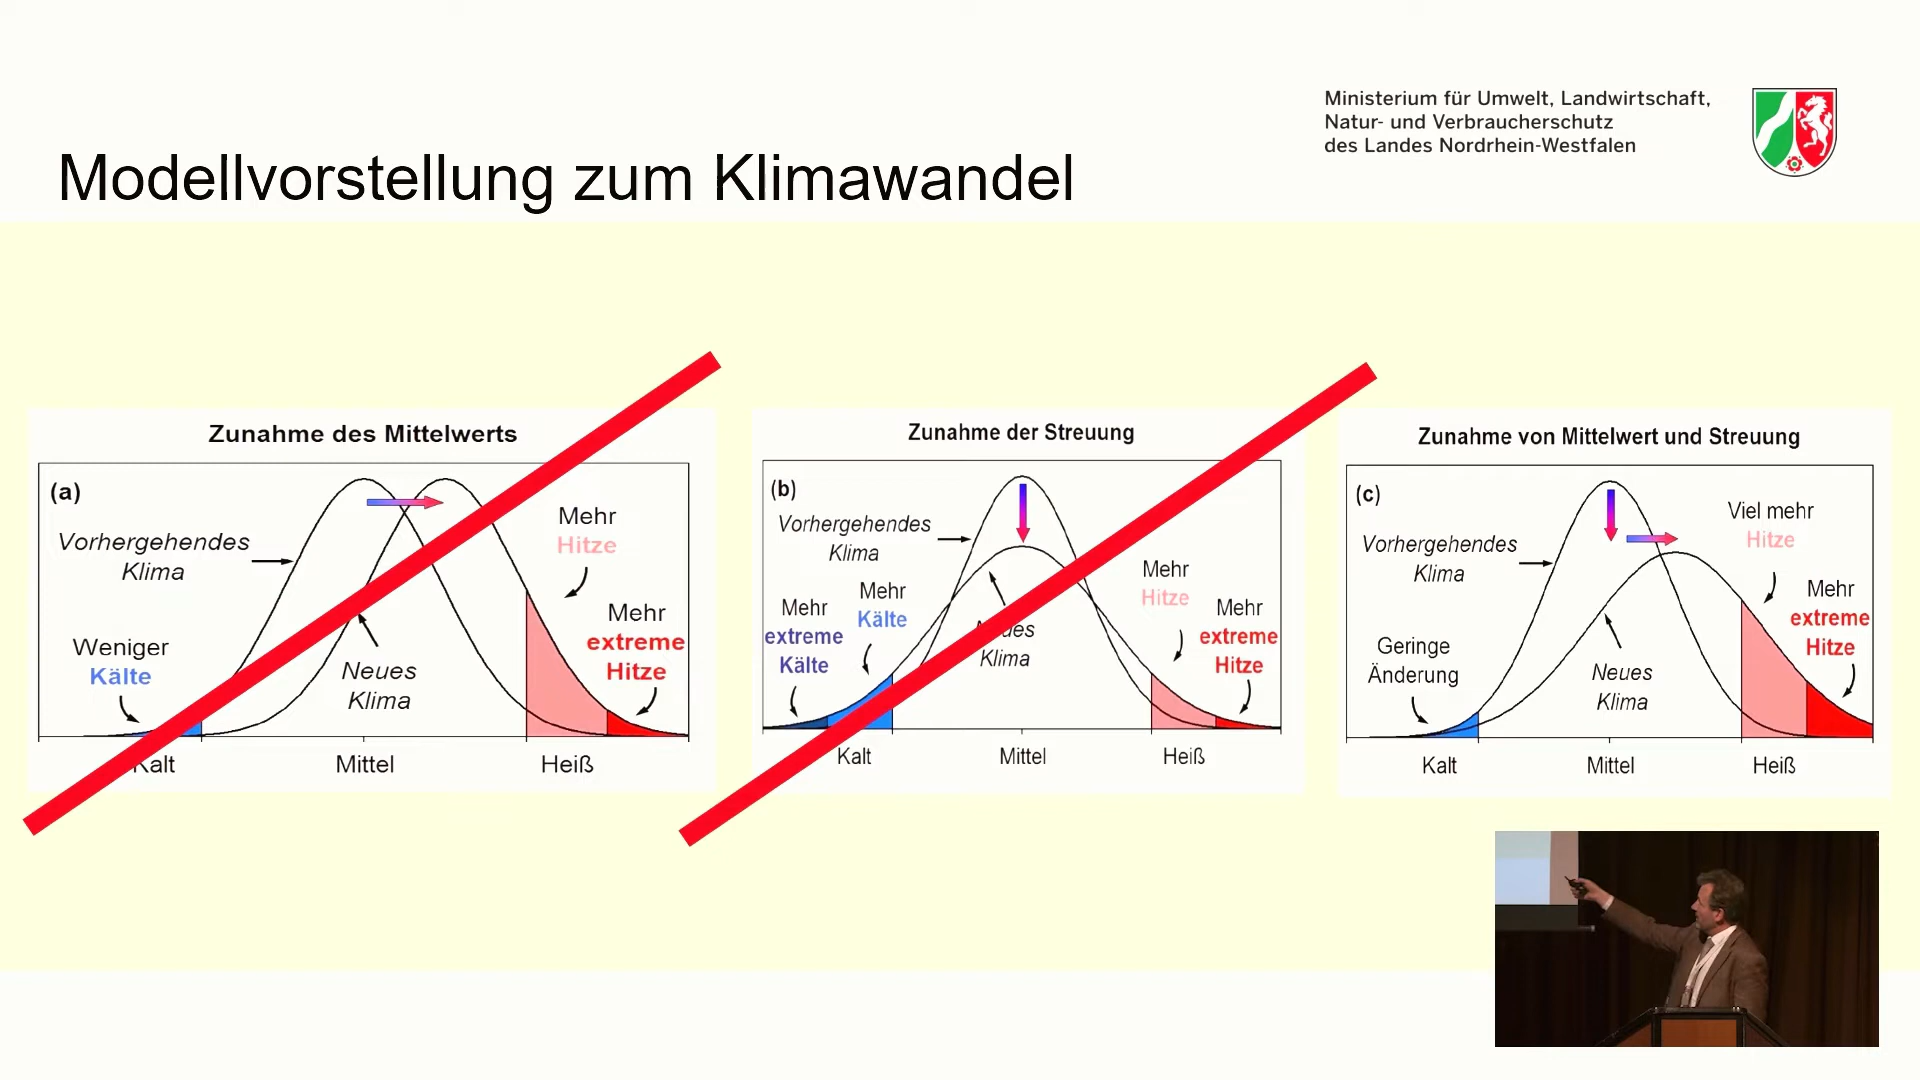 Ministerium für Umwelt, Landwirtschaft,
Natur- und Verbraucherschutz
des Landes Nordrhein-Westfalen
Modellvorstellung zum Klimawandel
Zunahme des Mittelwerts
(a)
Vorhergehendes
Klima
Mehr
Hitze
Mehr
extreme
Hitze
Weniger
Kälte
Neues
Klima
Kalt
Mittel
Heiß
Zunahme der Streuung
(b)
Vorhergehendes
Klima
Mehr
Kälte
Mehr
extreme
Kälte
Neues
Klima
Mehr
Hitze
Mehr
extreme
Hitze
Kalt
Mittel
Heiß
Zunahme von Mittelwert und Streuung
(c)
Vorhergehendes
Klima
Viel mehr
Hitze
Mehr
extreme
Hitze
Geringe
Änderung
Neues
Klima
Kalt
Mittel
Heiß